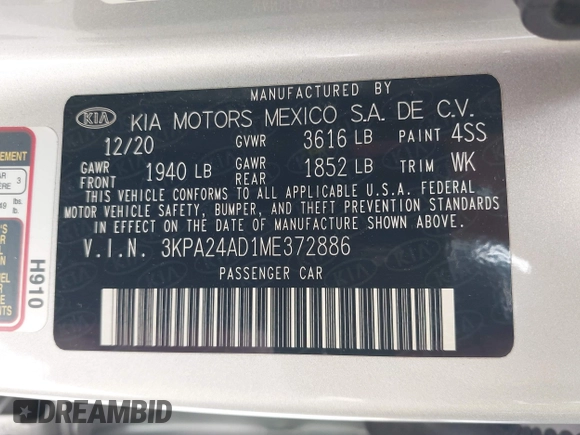 MANUFACTURED BY
KIA KIA MOTORS MEXICO S.A. DE C.V.
12/20 GVWR 3616 LB PAINT 4SS
GAWR FRONT 1940 LB GAWR REAR 1852 LB TRIM WK
THIS VEHICLE CONFORMS TO ALL APPLICABLE U.S.A. FEDERAL
MOTOR VEHICLE SAFETY, BUMPER, AND THEFT PREVENTION STANDARDS
IN EFFECT ON THE DATE OF MANUFACTURE SHOWN ABOVE.
V.I.N. 3KPA24AD1ME372886
PASSENGER CAR
H910
DREAMBID